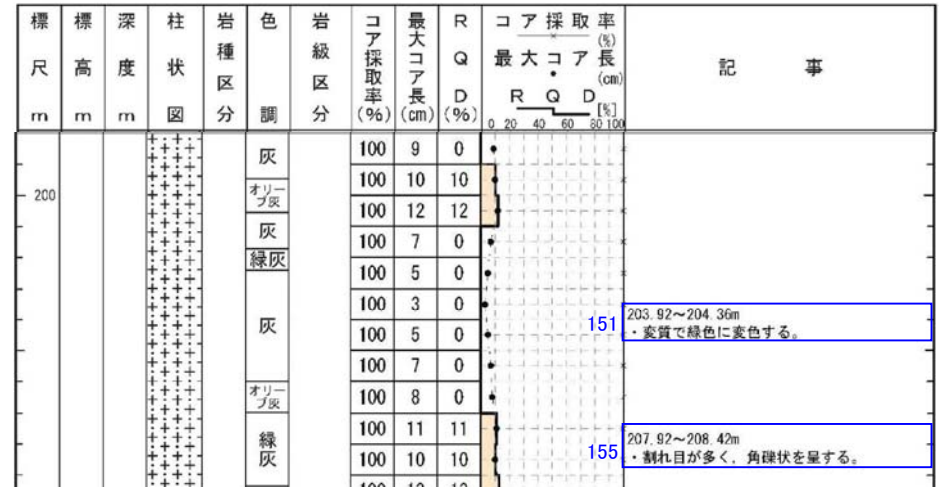 標尺m 標高m 深度m 柱状図 岩種区分 色調 岩級区分 コア採取率(%) 最大コア長(cm) RQD(%) コア採取率(%) 最大コア長(cm) RQD[%] 記事
0 20 40 60 80 100
灰 100 9 0
オリーブ灰 100 10 10
200
100 12 12
灰 100 7 0
緑灰
100 5 0
100 3 0
灰
151 203.92～204.36m
・変質で緑色に変色する。
100 5 0
100 7 0
オリーブ灰 100 8 0
緑灰 100 11 11
155 207.92～208.42m
・割れ目が多く，角礫状を呈する。
100 10 10